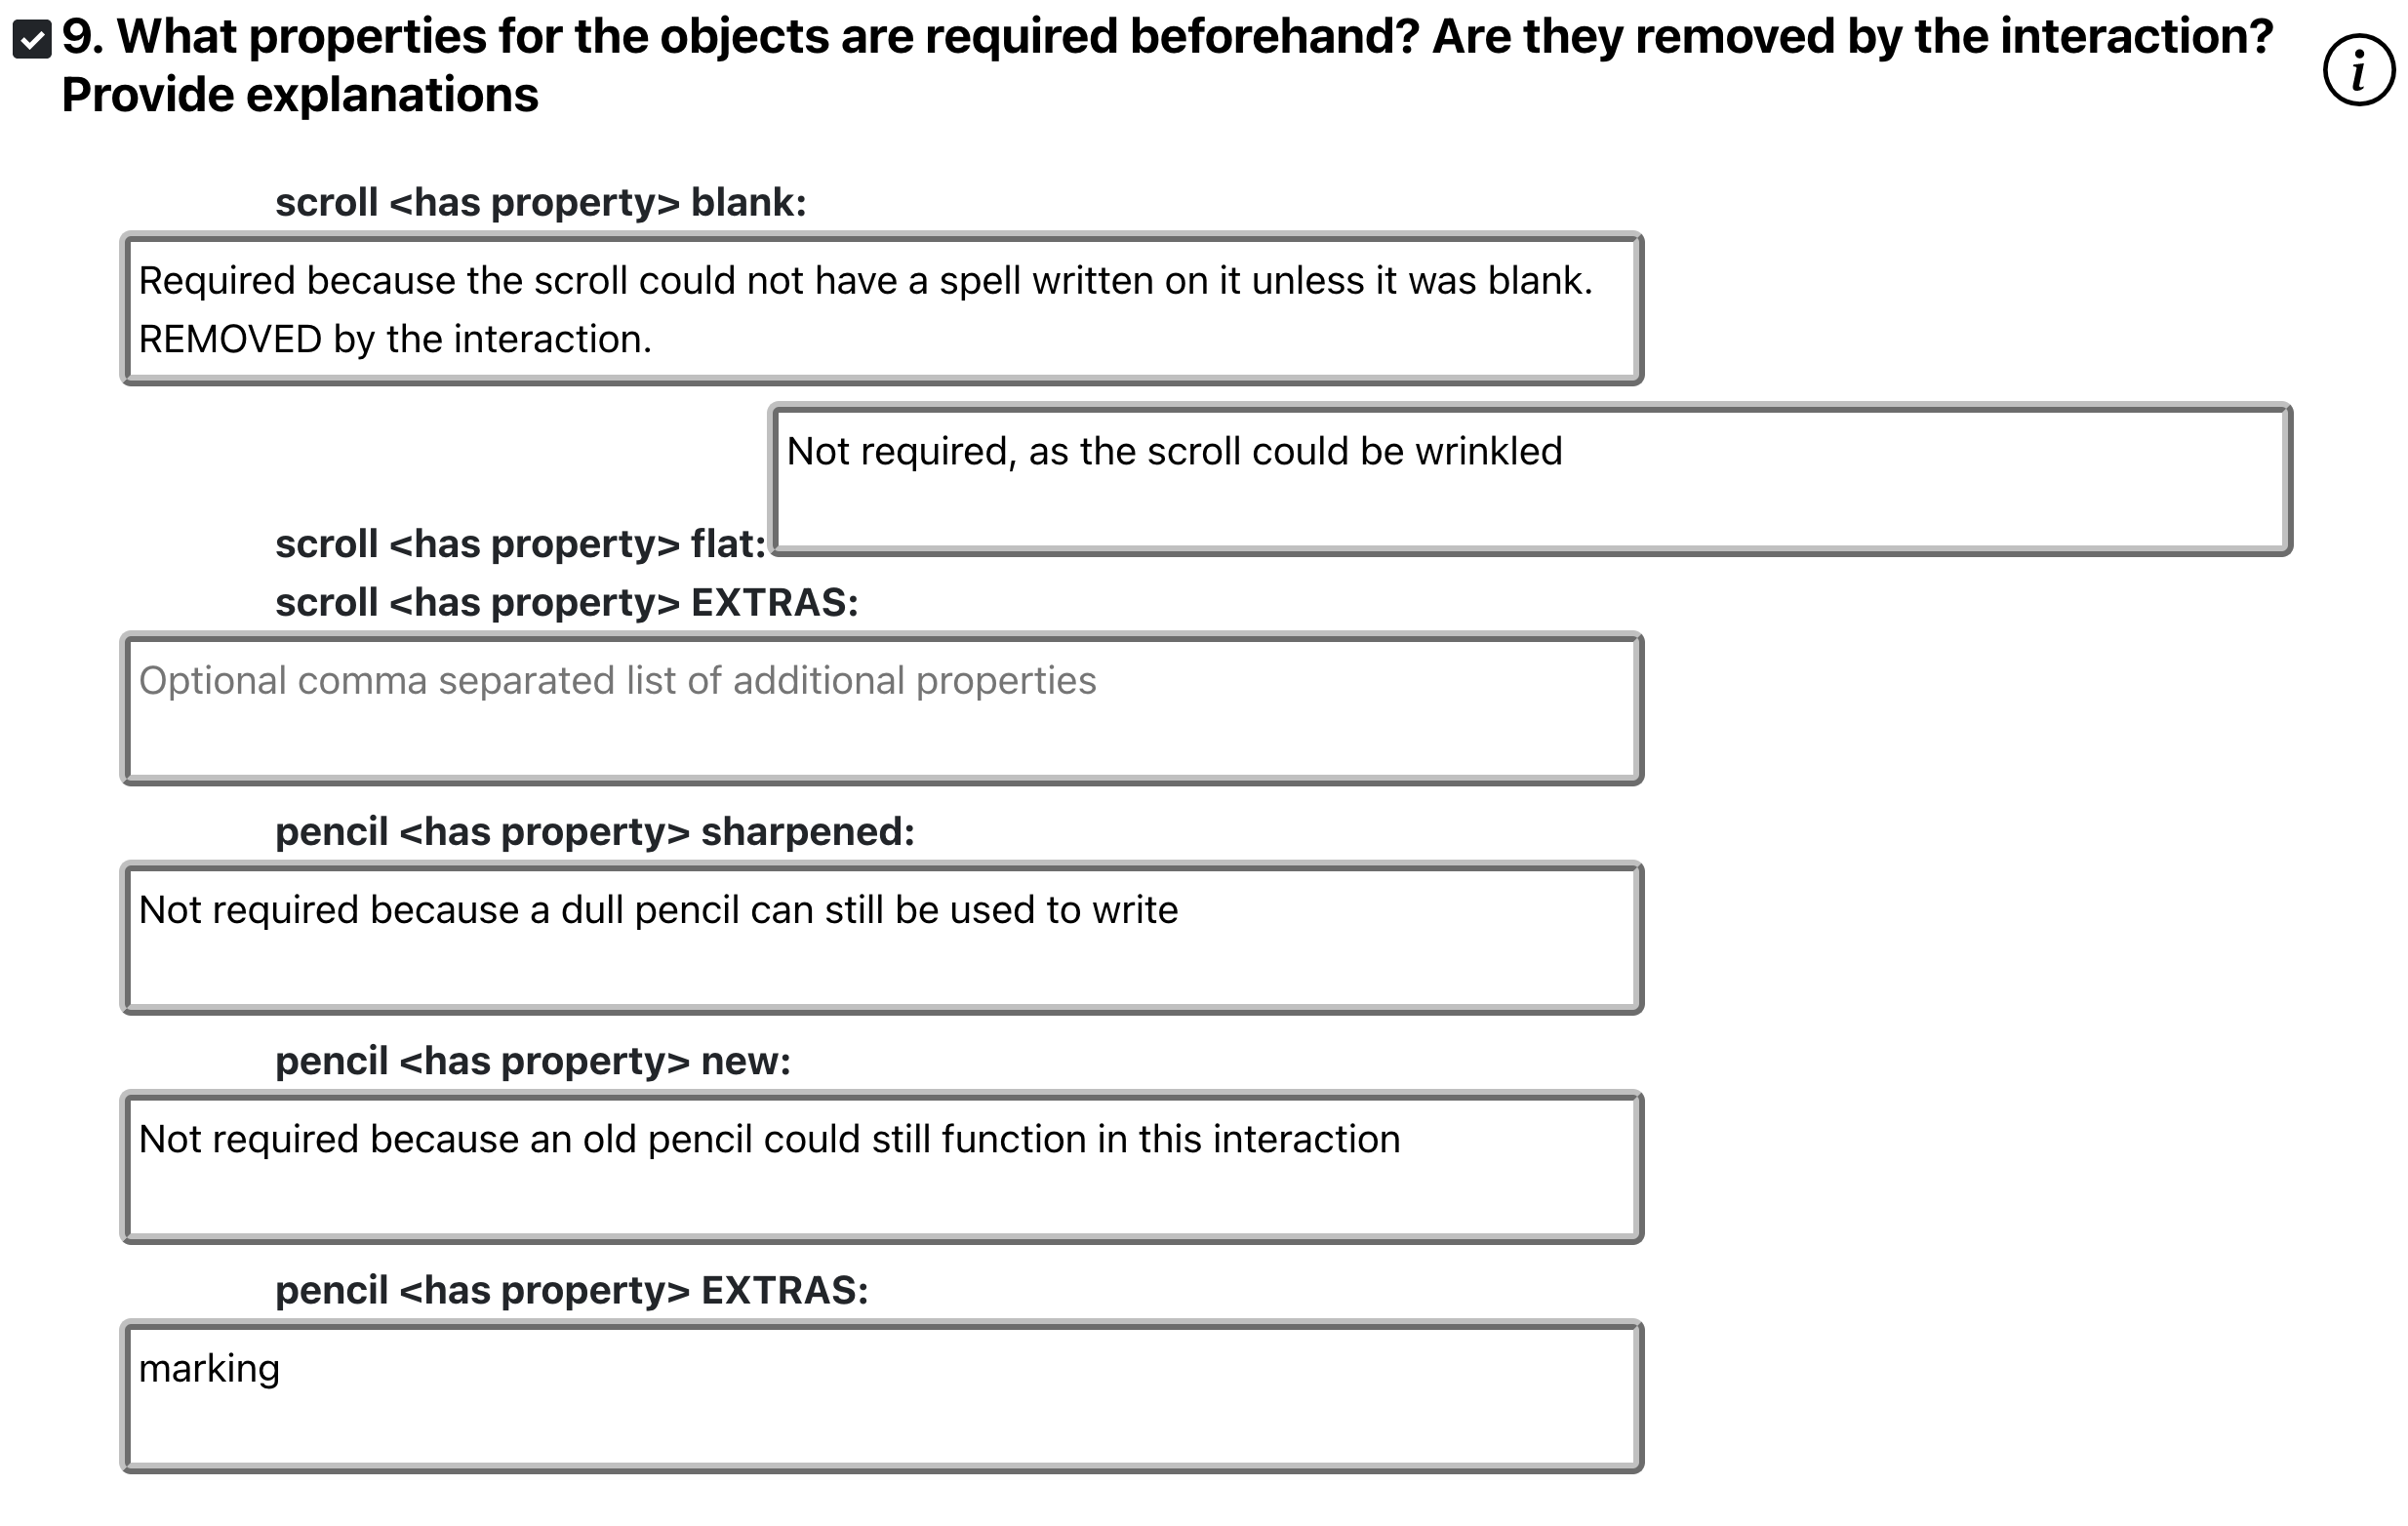 9. What properties for the objects are required beforehand? Are they removed by the interaction?
Provide explanations
i
scroll <has property> blank:
Required because the scroll could not have a spell written on it unless it was blank.
REMOVED by the interaction.
scroll <has property> flat:
Not required, as the scroll could be wrinkled
scroll <has property> EXTRAS:
Optional comma separated list of additional properties
pencil <has property> sharpened:
Not required because a dull pencil can still be used to write
pencil <has property> new:
Not required because an old pencil could still function in this interaction
pencil <has property> EXTRAS:
marking